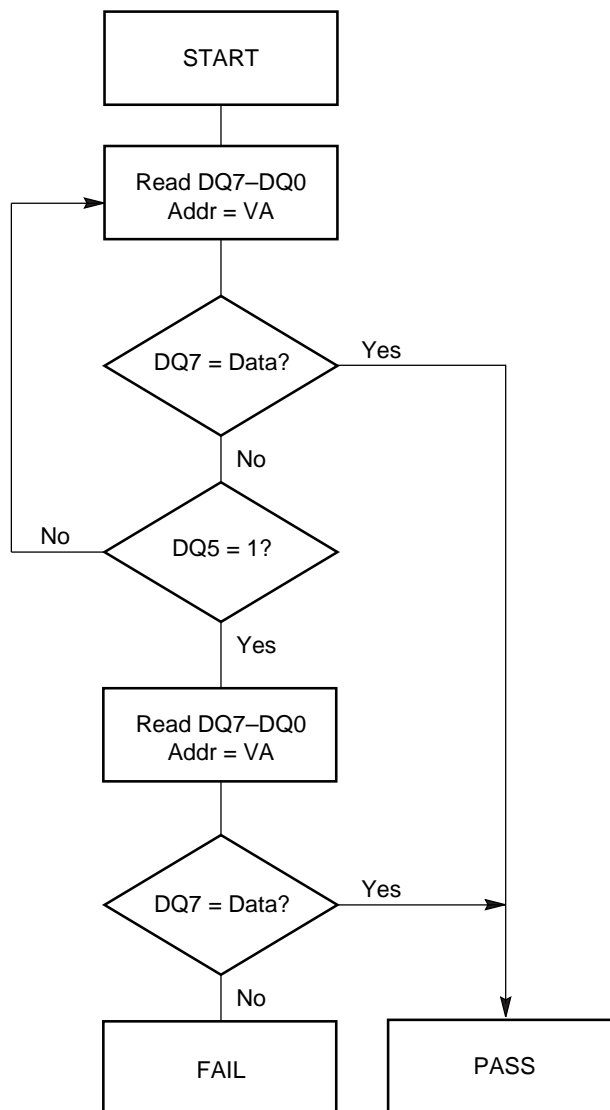 START
Read DQ7–DQ0
Addr = VA
DQ7 = Data?
Yes
No
No
DQ5 = 1?
Yes
Read DQ7–DQ0
Addr = VA
DQ7 = Data?
Yes
No
FAIL
PASS